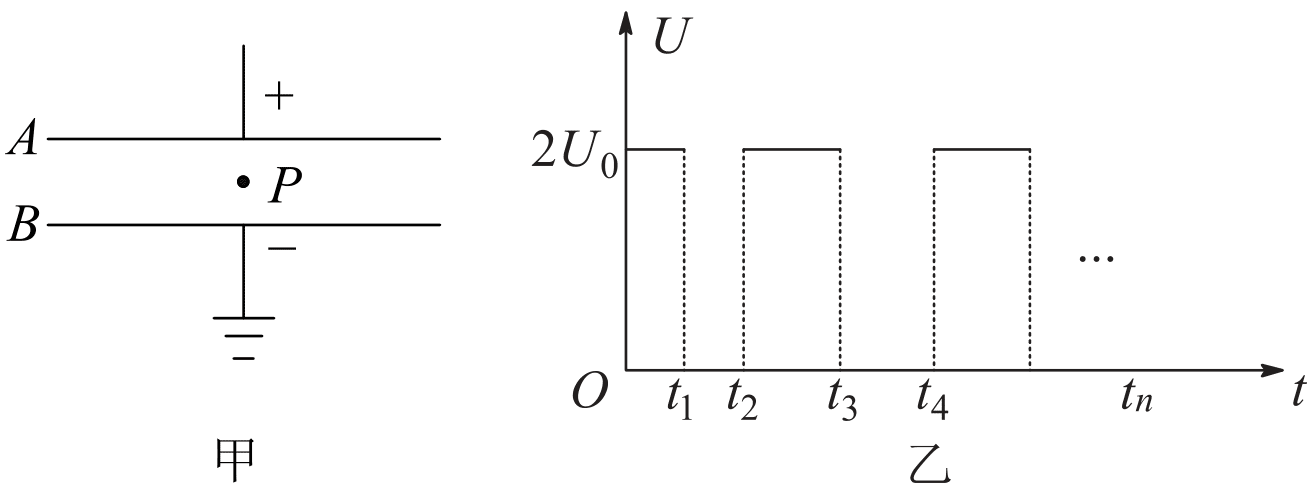 A
+
P
B
−
甲
U
2U₀
O
t₁
t₂
t₃
t₄
...
tₙ
t
乙